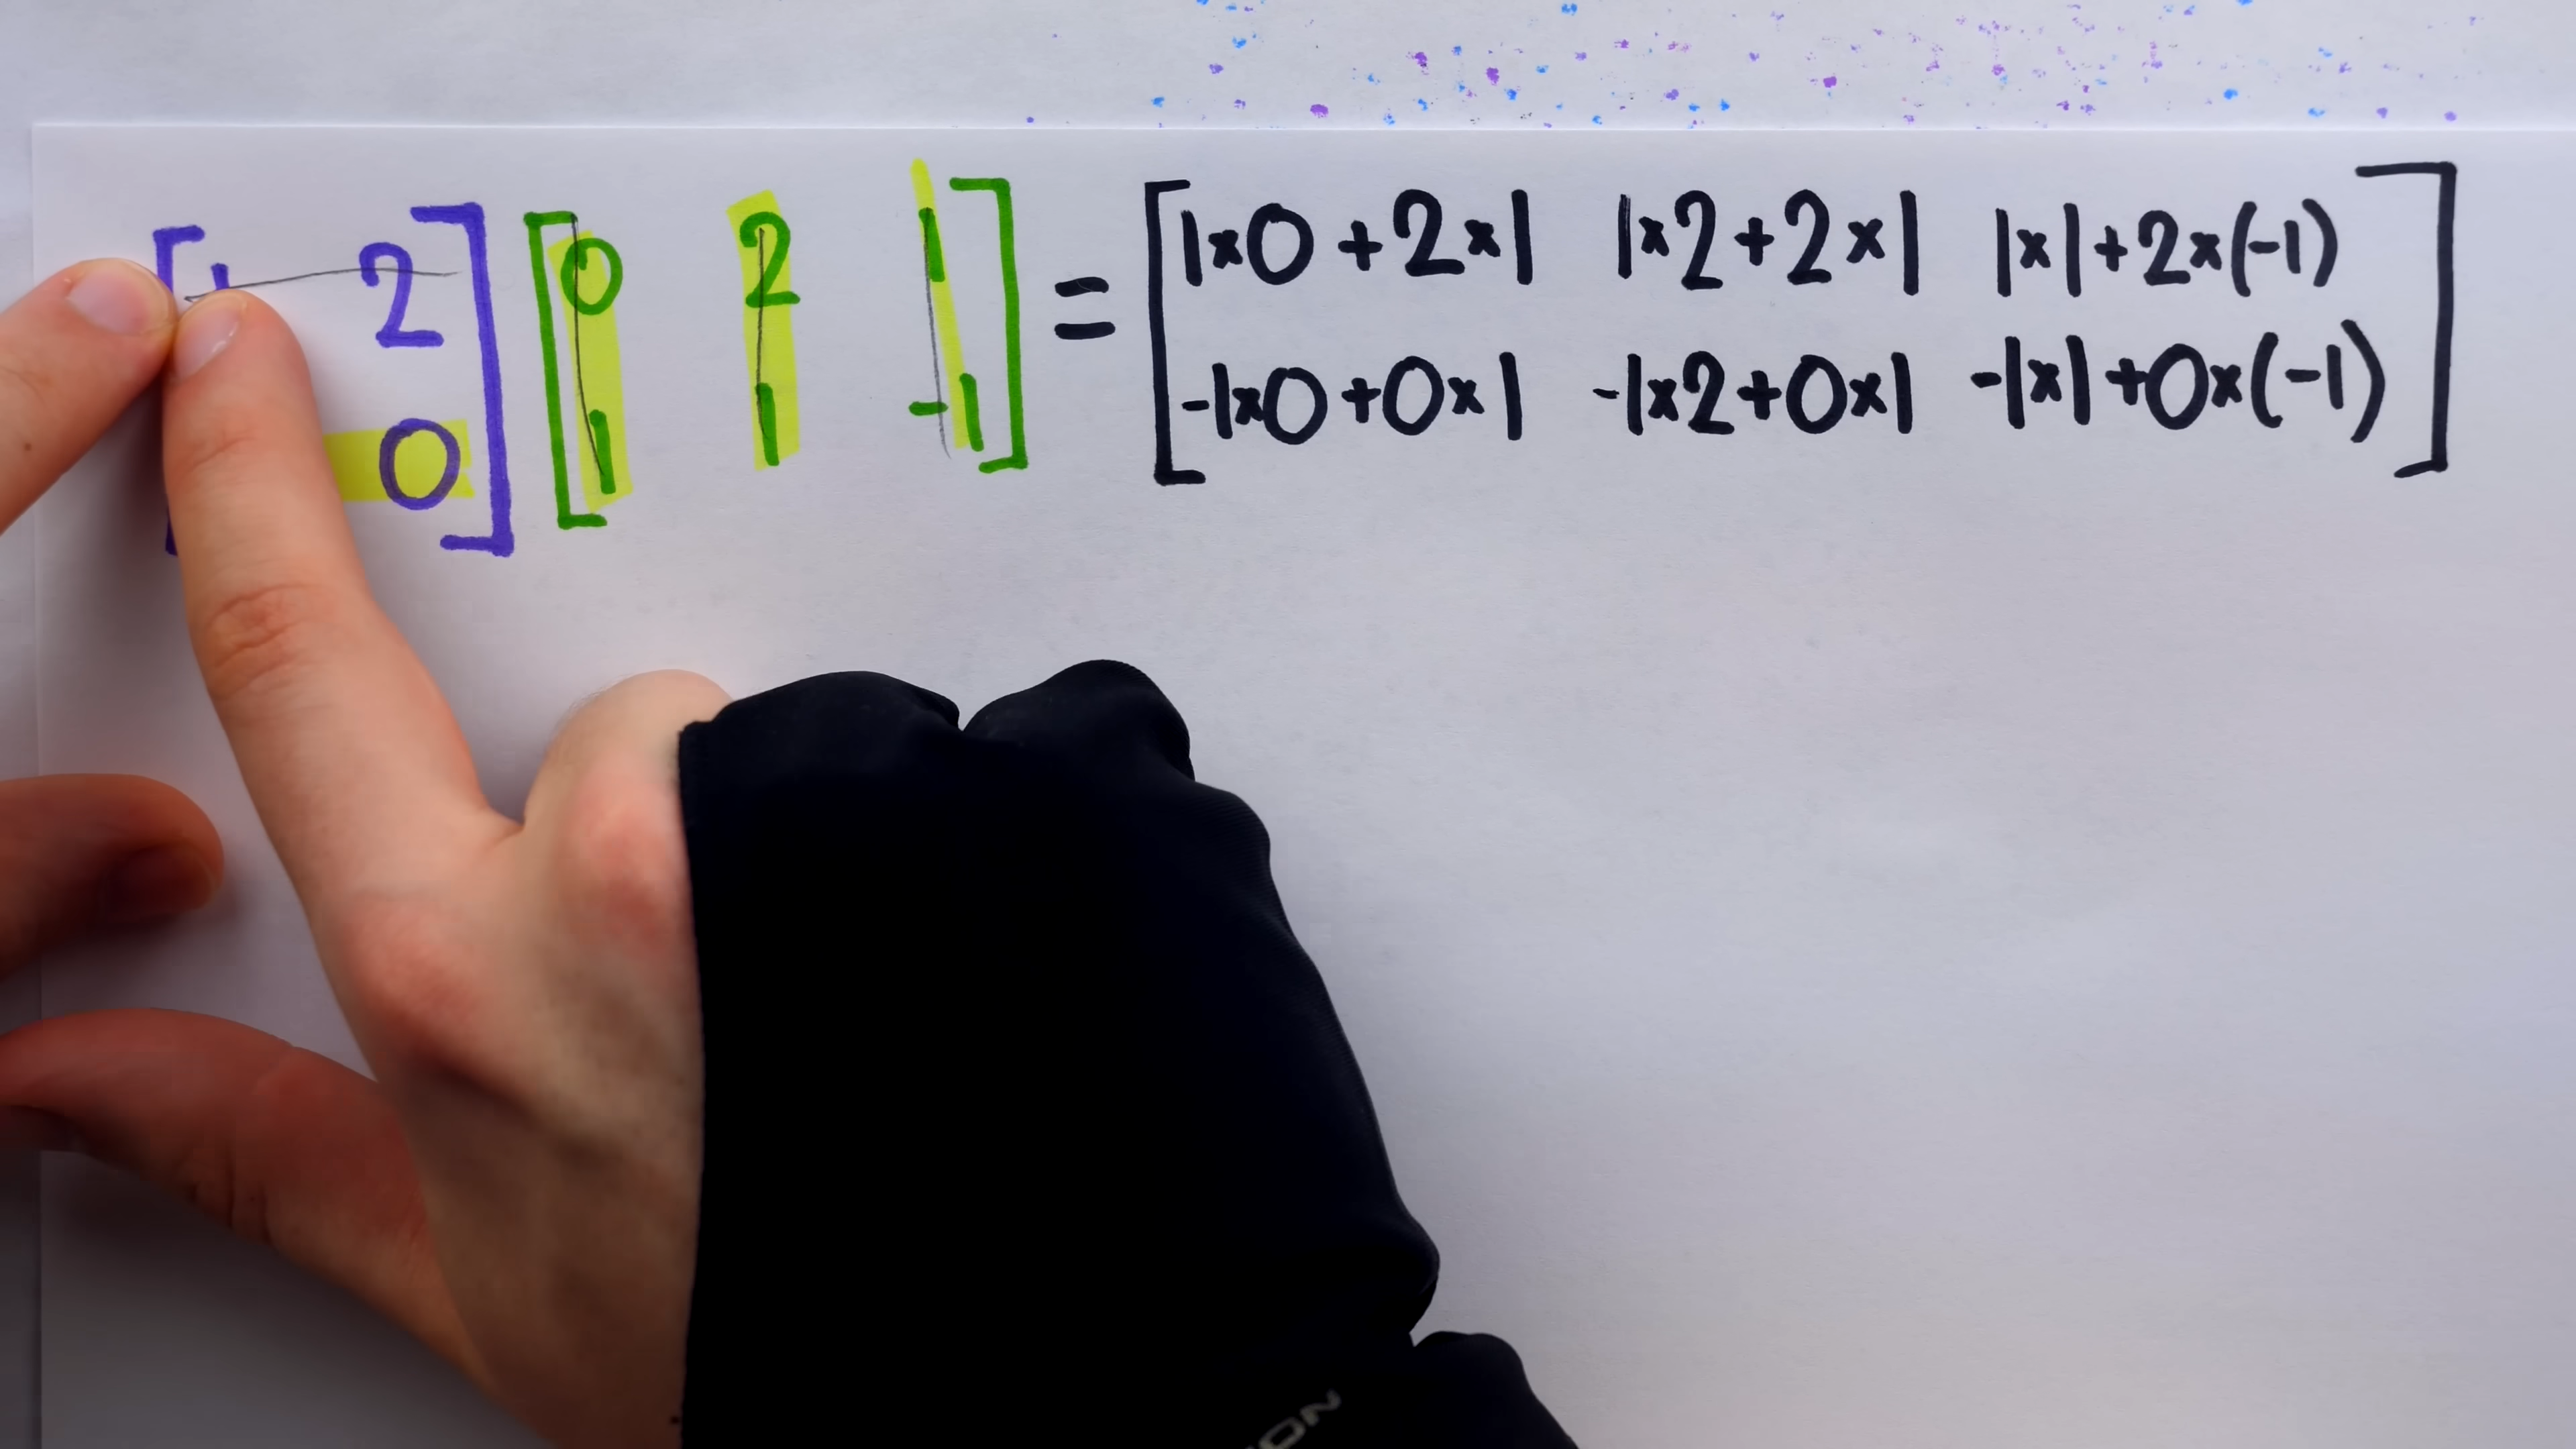 [1 2] [0 2 1] = [1×0+2×1 1×2+2×1 1×1+2×(-1)]
[0] [1 1 -1] [-1×0+0×1 -1×2+0×1 -1×1+0×(-1)]
ION